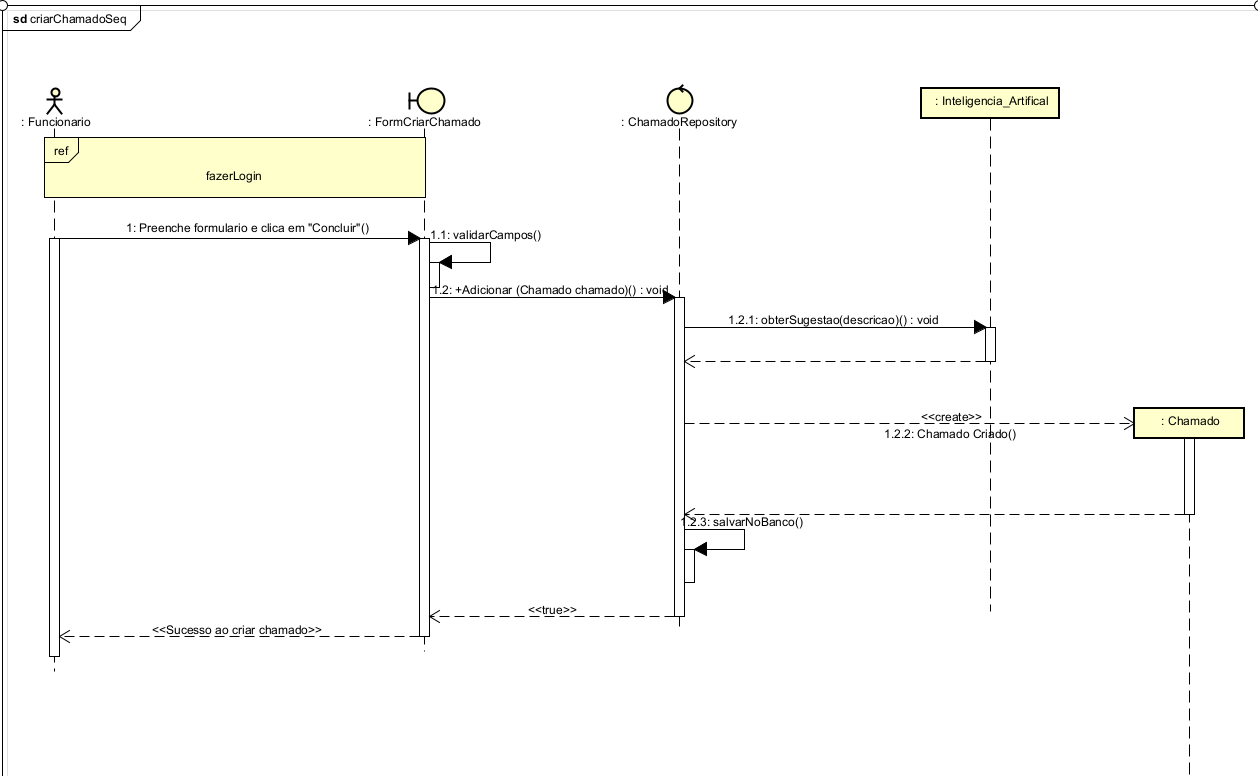 sd criarChamadoSeq
: Funcionario
: FormCriarChamado
: ChamadoRepository
: Inteligencia_Artifical
ref
fazerLogin
1: Preenche formulario e clica em "Concluir"()
1.1: validarCampos()
1.2: +Adicionar (Chamado chamado)() : void
1.2.1: obterSugestao(descricao)() : void
<<create>>
: Chamado
1.2.2: Chamado Criado()
1.2.3: salvarNoBanco()
<<true>>
<<Sucesso ao criar chamado>>